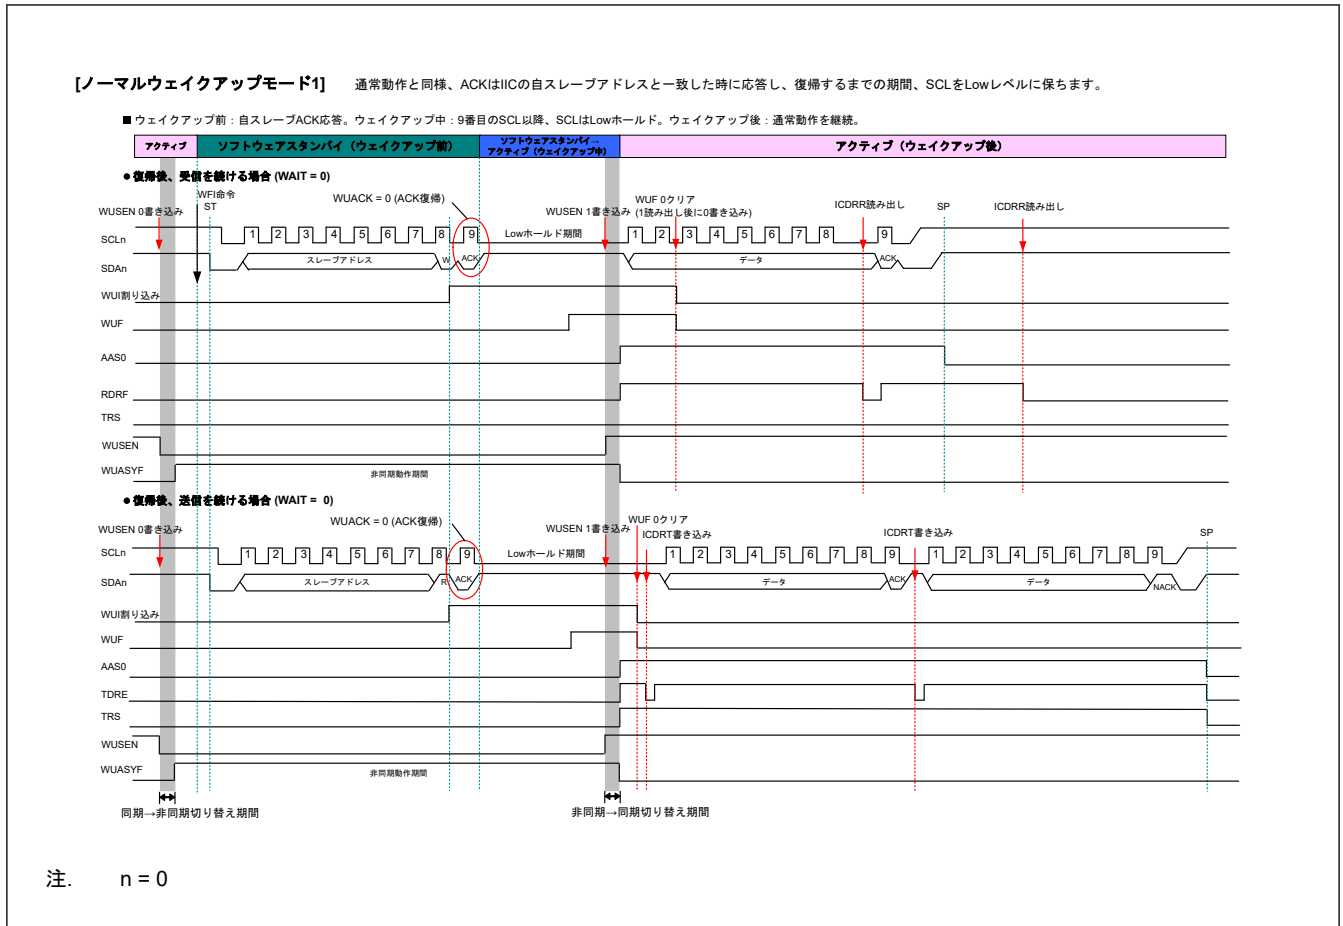 [ノーマルウェイクアップモード1] 通常動作と同様、ACKはIICの自スレーブアドレスと一致した時に応答し、復帰するまでの期間、SCLをLowレベルに保ちます。
■ ウェイクアップ前：自スレーブACK応答。ウェイクアップ中：9番目のSCL以降、SCLはLowホールド。ウェイクアップ後：通常動作を継続。
アクティブ ソフトウェアスタンバイ（ウェイクアップ前） ソフトウェアスタンバイ→ アクティブ（ウェイクアップ後）
アクティブ（ウェイクアップ中）
● 復帰後、受信を続ける場合 (WAIT = 0)
WFI命令
WUSEN 0書き込み ST WUACK = 0 (ACK復帰) WUSEN 1書き込み WUF 0クリア ICDRR読み出し SP ICDRR読み出し
(1読み出し後に0書き込み)
SCLn 1 2 3 4 5 6 7 8 9 Lowホールド期間 1 2 3 4 5 6 7 8 9
SDAn スレーブアドレス W ACK データ ACK
WUI割り込み
WUF
AAS0
RDRF
TRS
WUSEN
WUASYF 非同期動作期間
● 復帰後、送信を続ける場合 (WAIT = 0)
WUSEN 0書き込み WUACK = 0 (ACK復帰) WUSEN 1書き込み WUF 0クリア
ICDRT書き込み ICDRT書き込み SP
SCLn 1 2 3 4 5 6 7 8 9 Lowホールド期間 1 2 3 4 5 6 7 8 9 1 2 3 4 5 6 7 8 9
SDAn スレーブアドレス R ACK データ ACK データ NACK
WUI割り込み
WUF
AAS0
TDRE
TRS
WUSEN
WUASYF 非同期動作期間
同期→非同期切り替え期間 非同期→同期切り替え期間
注. n = 0